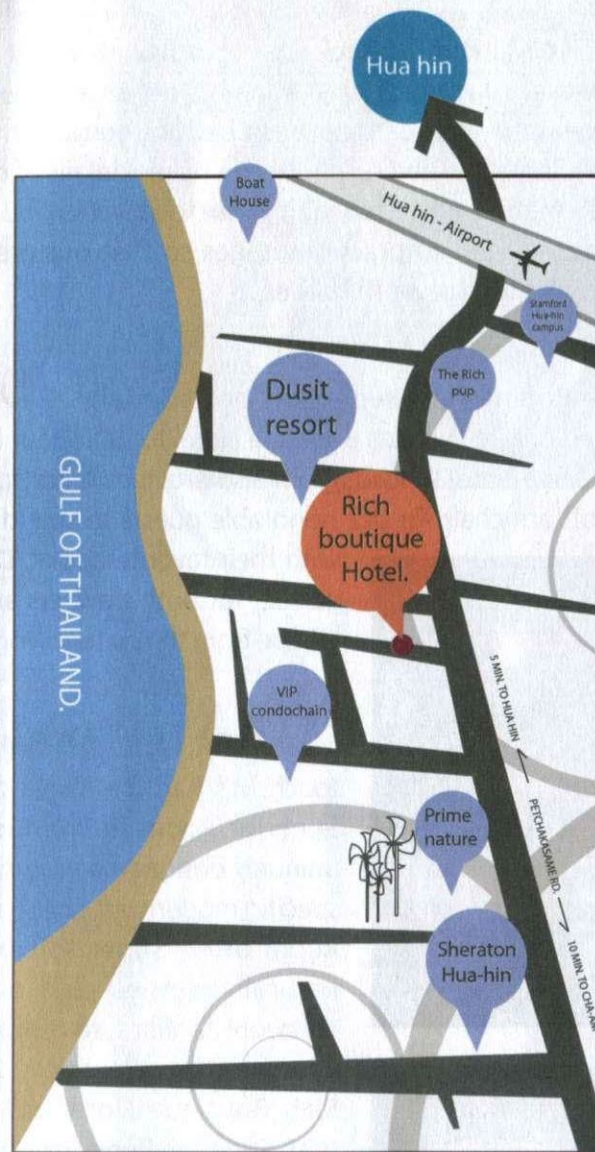 Hua hin
Boat
House
Hua hin - Airport
Stamford
Hua-hin
campus
The Rich
pup
Dusit
resort
Rich
boutique
Hotel.
GULF OF THAILAND.
VIP
condochain
5 MIN. TO HUA HIN
PETCHAKASAME RD.
10 MIN. TO CHA-AM
Prime
nature
Sheraton
Hua-hin